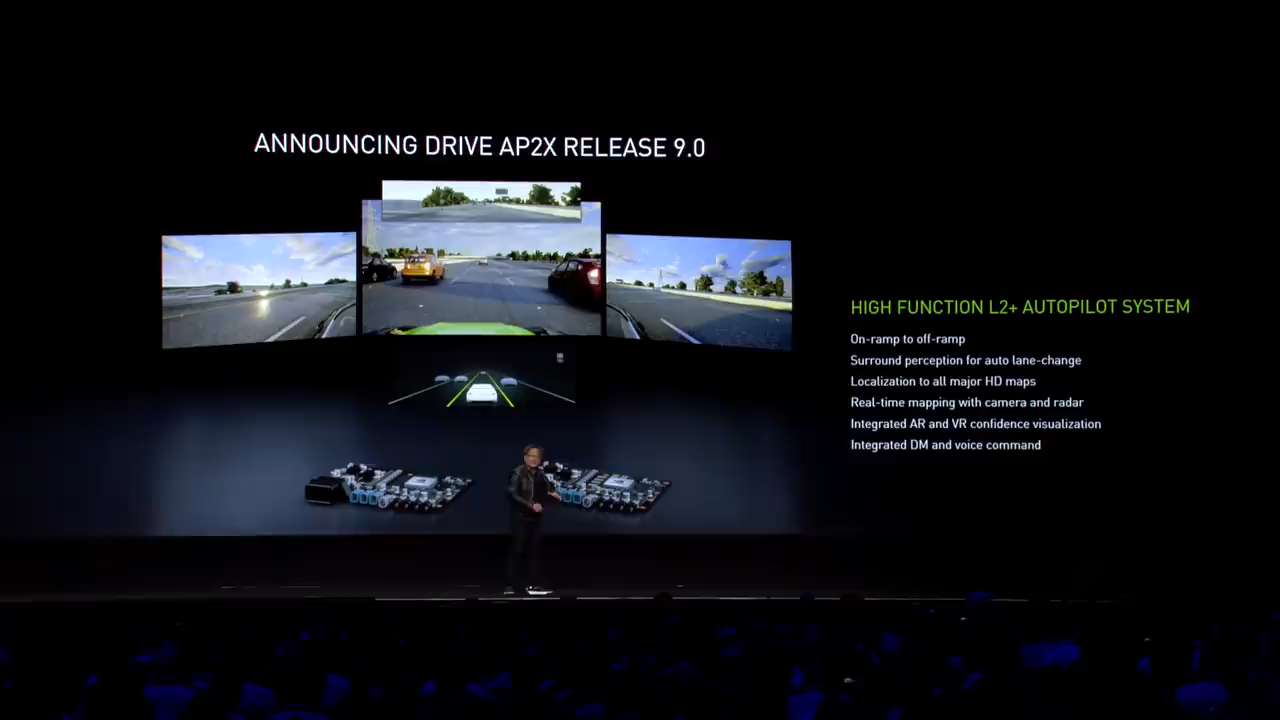 ANNOUNCING DRIVE AP2X RELEASE 9.0
HIGH FUNCTION L2+ AUTOPILOT SYSTEM
On-ramp to off-ramp
Surround perception for auto lane-change
Localization to all major HD maps
Real-time mapping with camera and radar
Integrated AR and VR confidence visualization
Integrated DM and voice command